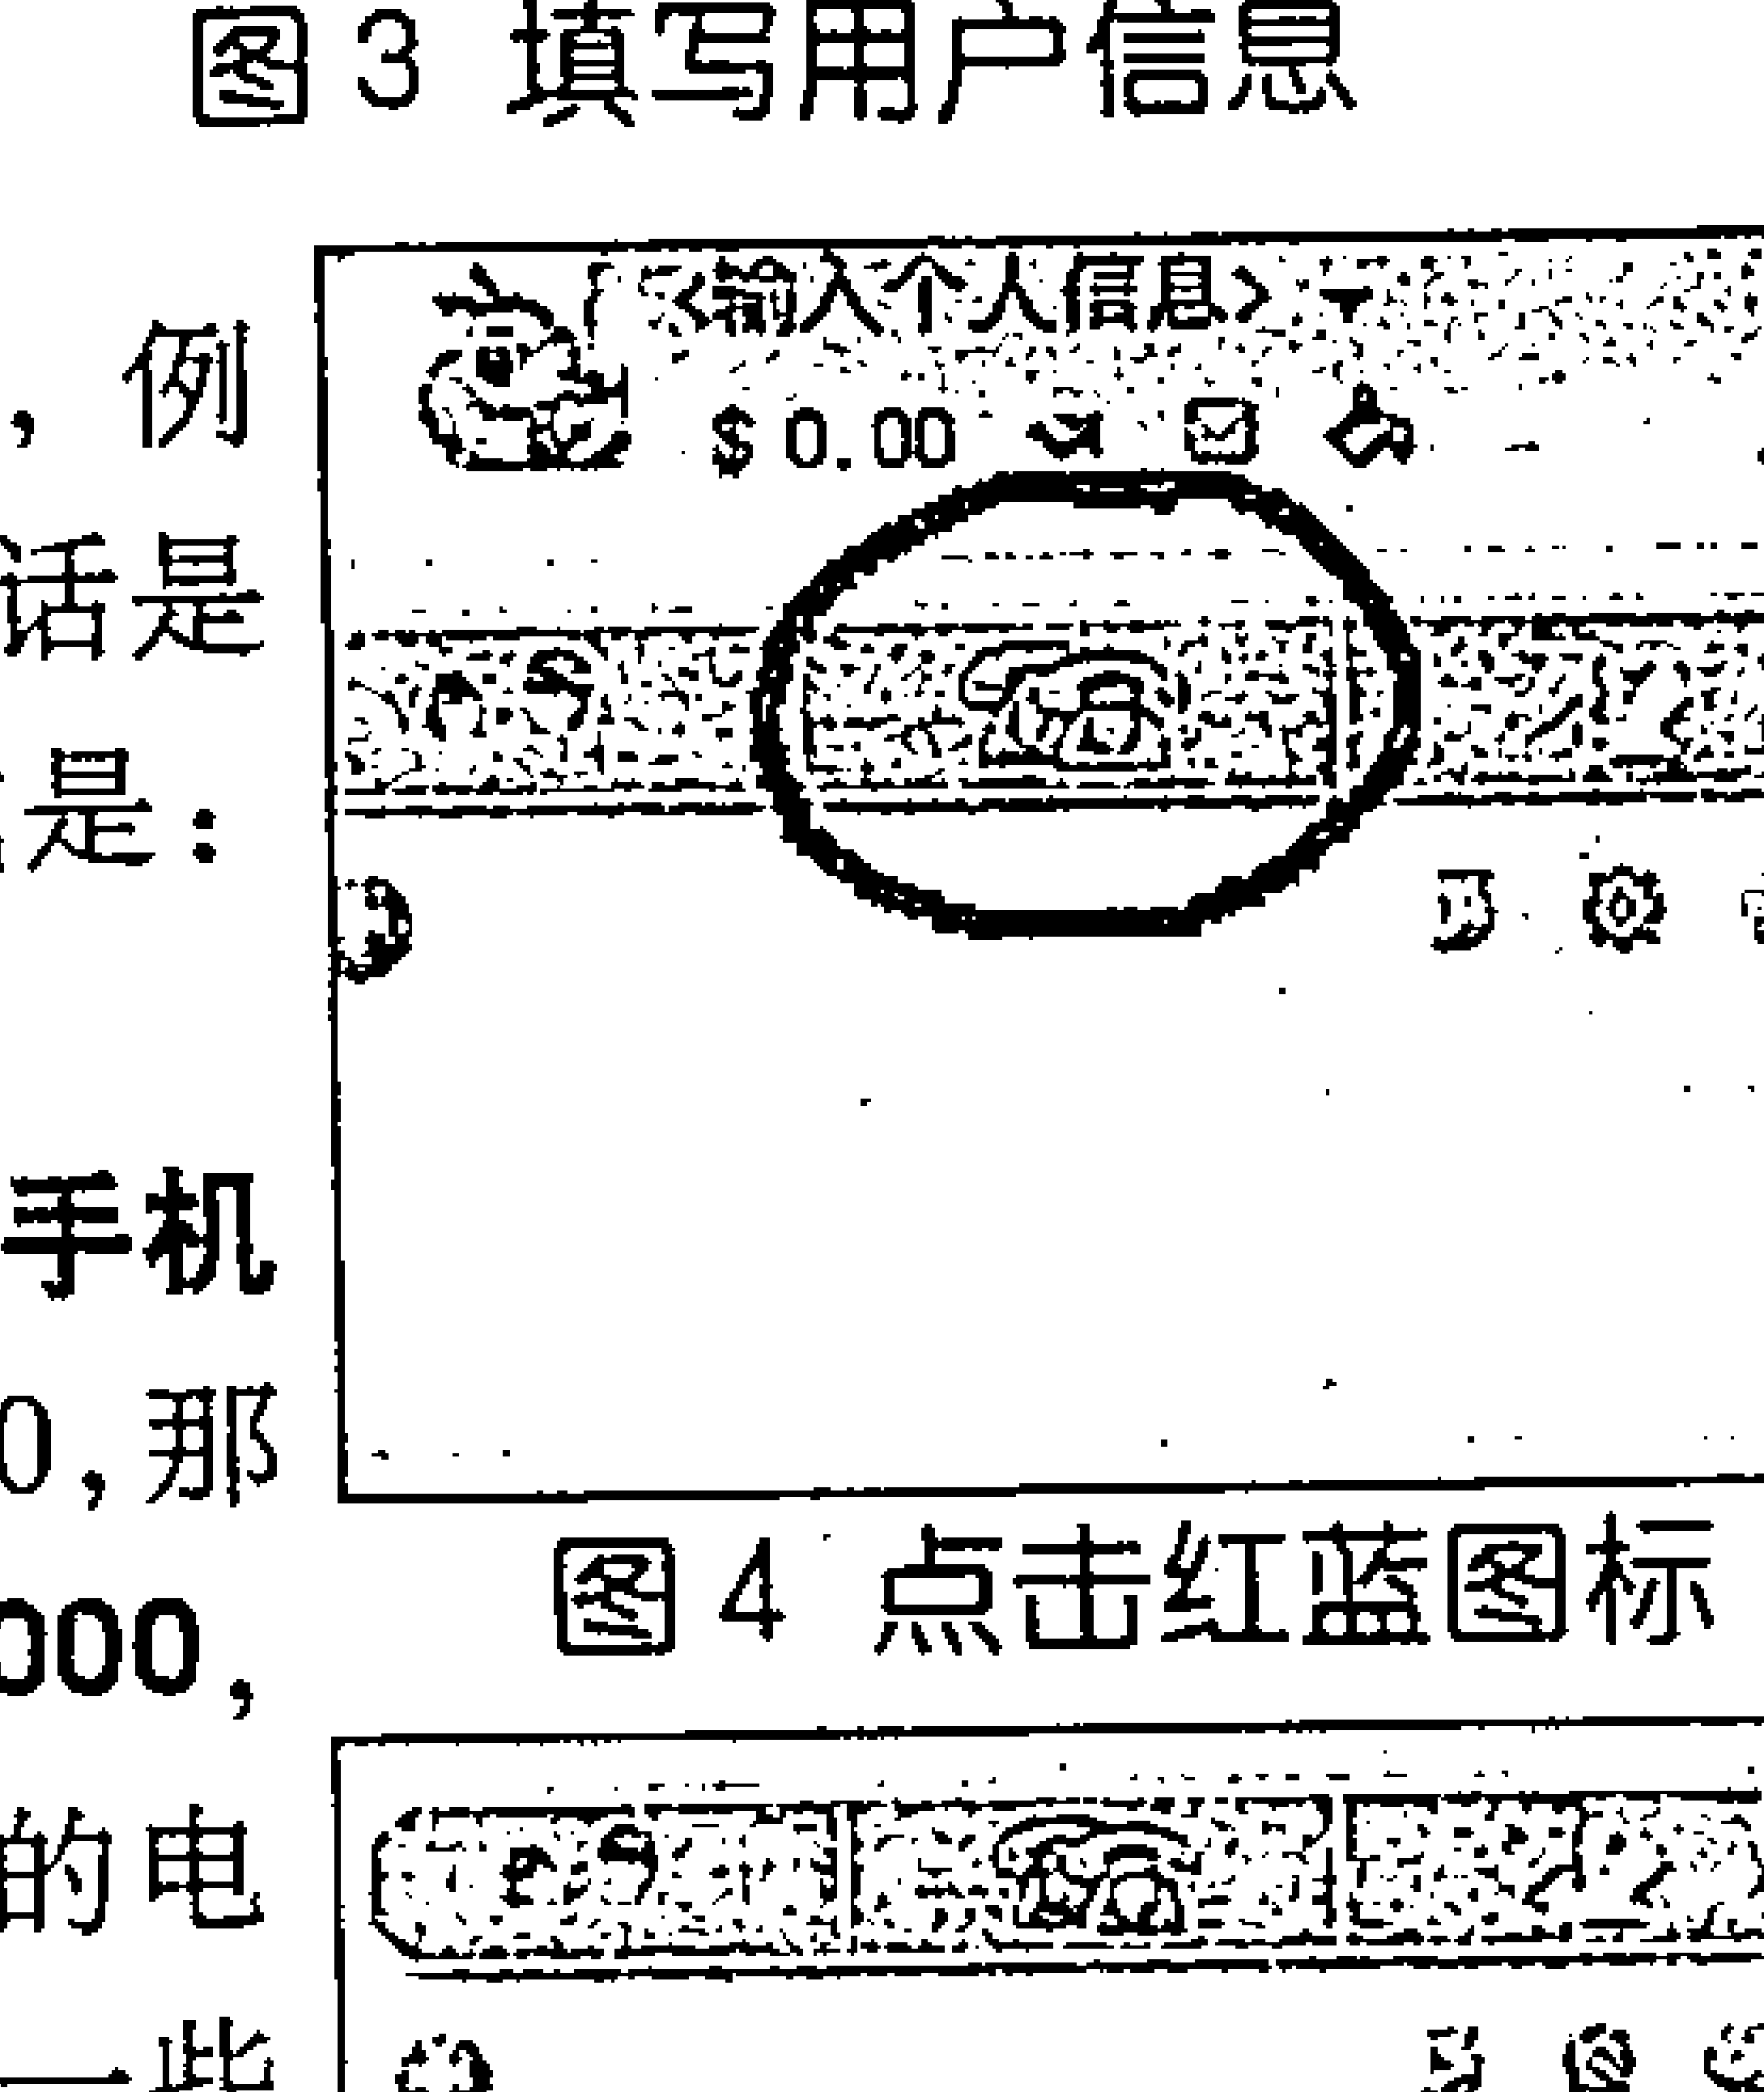 图3 填写用户信息
，例
话是
是：
手机
0，那
000，
的电
一些
<输入个人信息>
$0.00
图4 点击红蓝图标